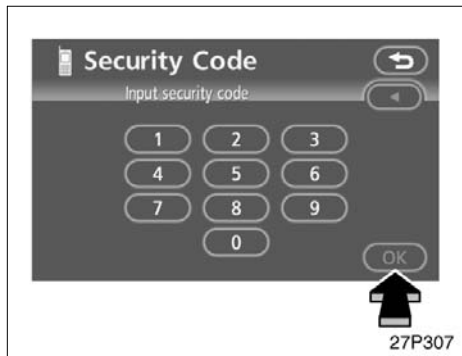 Security Code
Input security code
1 2 3
4 5 6
7 8 9
0
OK
27P307